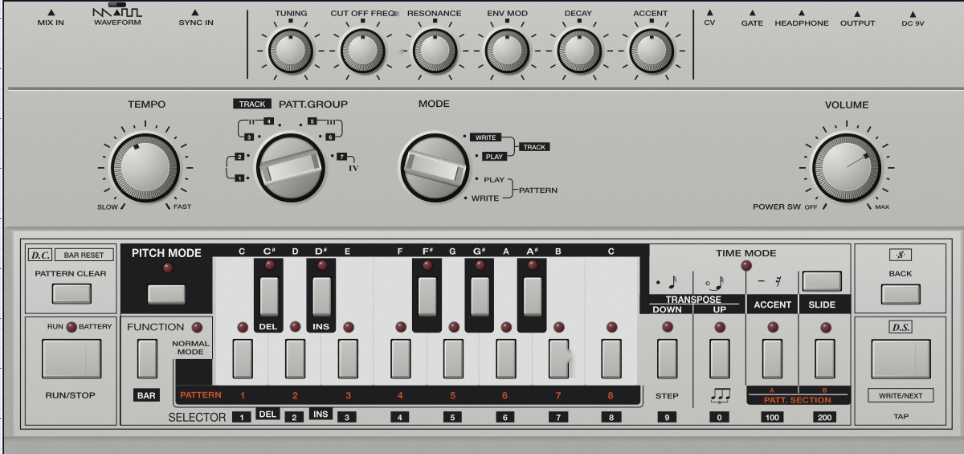 MIX IN WAVEFORM SYNC IN TUNING CUT OFF FREQ RESONANCE ENV MOD DECAY ACCENT CV GATE HEADPHONE OUTPUT DC 9V
TEMPO TRACK PATT.GROUP MODE VOLUME
II 4 5 III
3 6 WRITE
TRACK
2 7 PLAY
I IV
1 PLAY
PATTERN
WRITE
SLOW FAST POWER SW OFF MAX
D.C. BAR RESET PITCH MODE C C# D D# E F F# G G# A A# B C TIME MODE S
PATTERN CLEAR BACK
TRANSPOSE
DOWN UP ACCENT SLIDE
RUN BATTERY FUNCTION DEL INS D.S.
NORMAL
MODE
RUN/STOP BAR PATTERN 1 2 3 4 5 6 7 8 STEP A B WRITE/NEXT
PATT. SECTION
SELECTOR 1 DEL 2 INS 3 4 5 6 7 8 9 0 100 200 TAP